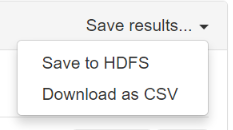 Save results...
Save to HDFS
Download as CSV